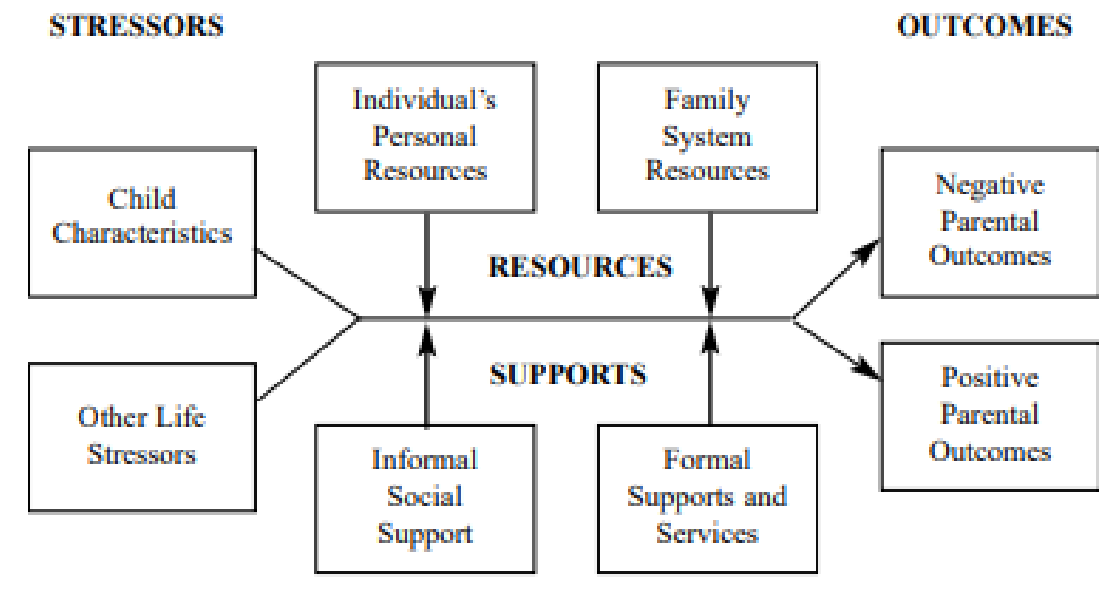 STRESSORS
OUTCOMES
Individual’s
Personal
Resources
Family
System
Resources
Child
Characteristics
Negative
Parental
Outcomes
RESOURCES
SUPPORTS
Other Life
Stressors
Informal
Social
Support
Formal
Supports and
Services
Positive
Parental
Outcomes